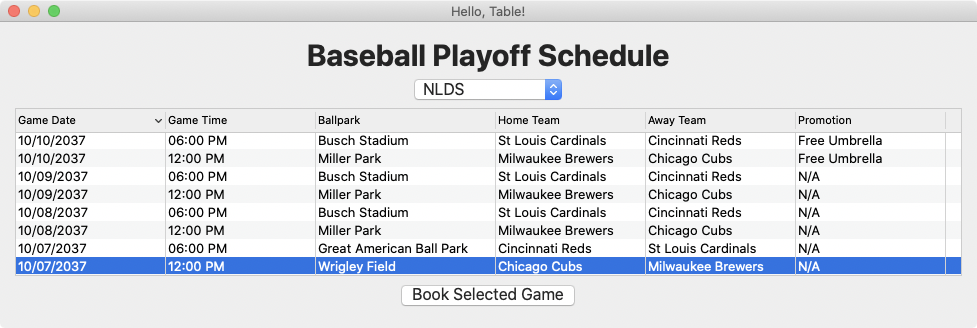 Hello, Table!
Baseball Playoff Schedule
NLDS
Game Date Game Time Ballpark Home Team Away Team Promotion
10/10/2037 06:00 PM Busch Stadium St Louis Cardinals Cincinnati Reds Free Umbrella
10/10/2037 12:00 PM Miller Park Milwaukee Brewers Chicago Cubs Free Umbrella
10/09/2037 06:00 PM Busch Stadium St Louis Cardinals Cincinnati Reds N/A
10/09/2037 12:00 PM Miller Park Milwaukee Brewers Chicago Cubs N/A
10/08/2037 06:00 PM Busch Stadium St Louis Cardinals Cincinnati Reds N/A
10/08/2037 12:00 PM Miller Park Milwaukee Brewers Chicago Cubs N/A
10/07/2037 06:00 PM Great American Ball Park Cincinnati Reds St Louis Cardinals N/A
10/07/2037 12:00 PM Wrigley Field Chicago Cubs Milwaukee Brewers N/A
Book Selected Game